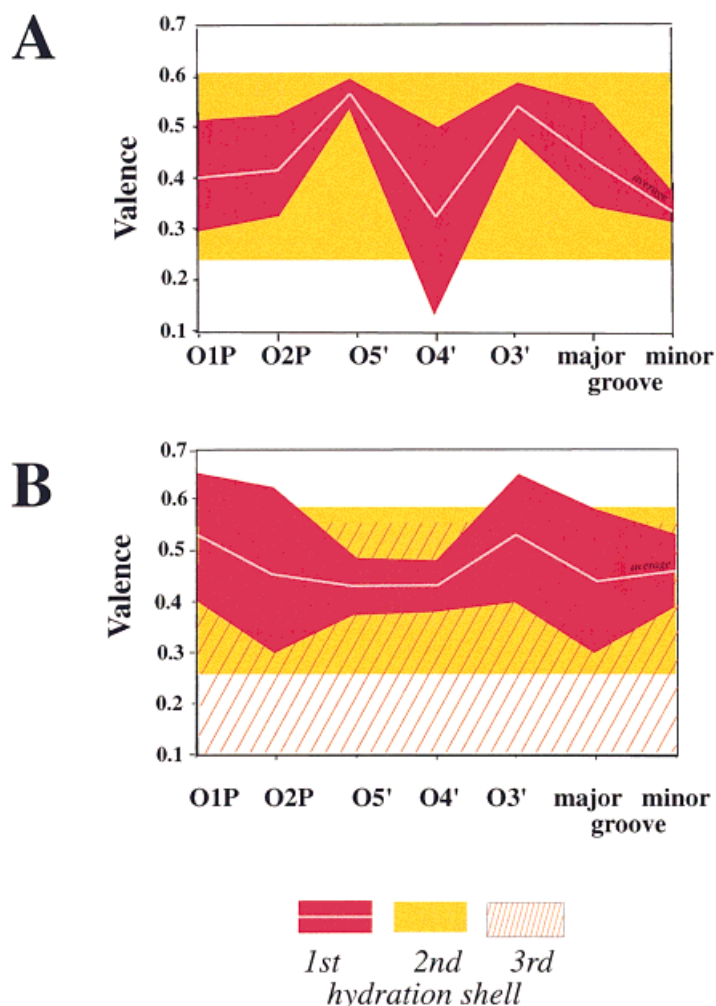 A
Valence
0.7
0.6
0.5
0.4
0.3
0.2
0.1
average
O1P O2P O5' O4' O3' major minor
groove
B
Valence
0.7
0.6
0.5
0.4
0.3
0.2
0.1
average
O1P O2P O5' O4' O3' major minor
groove
1st 2nd 3rd
hydration shell